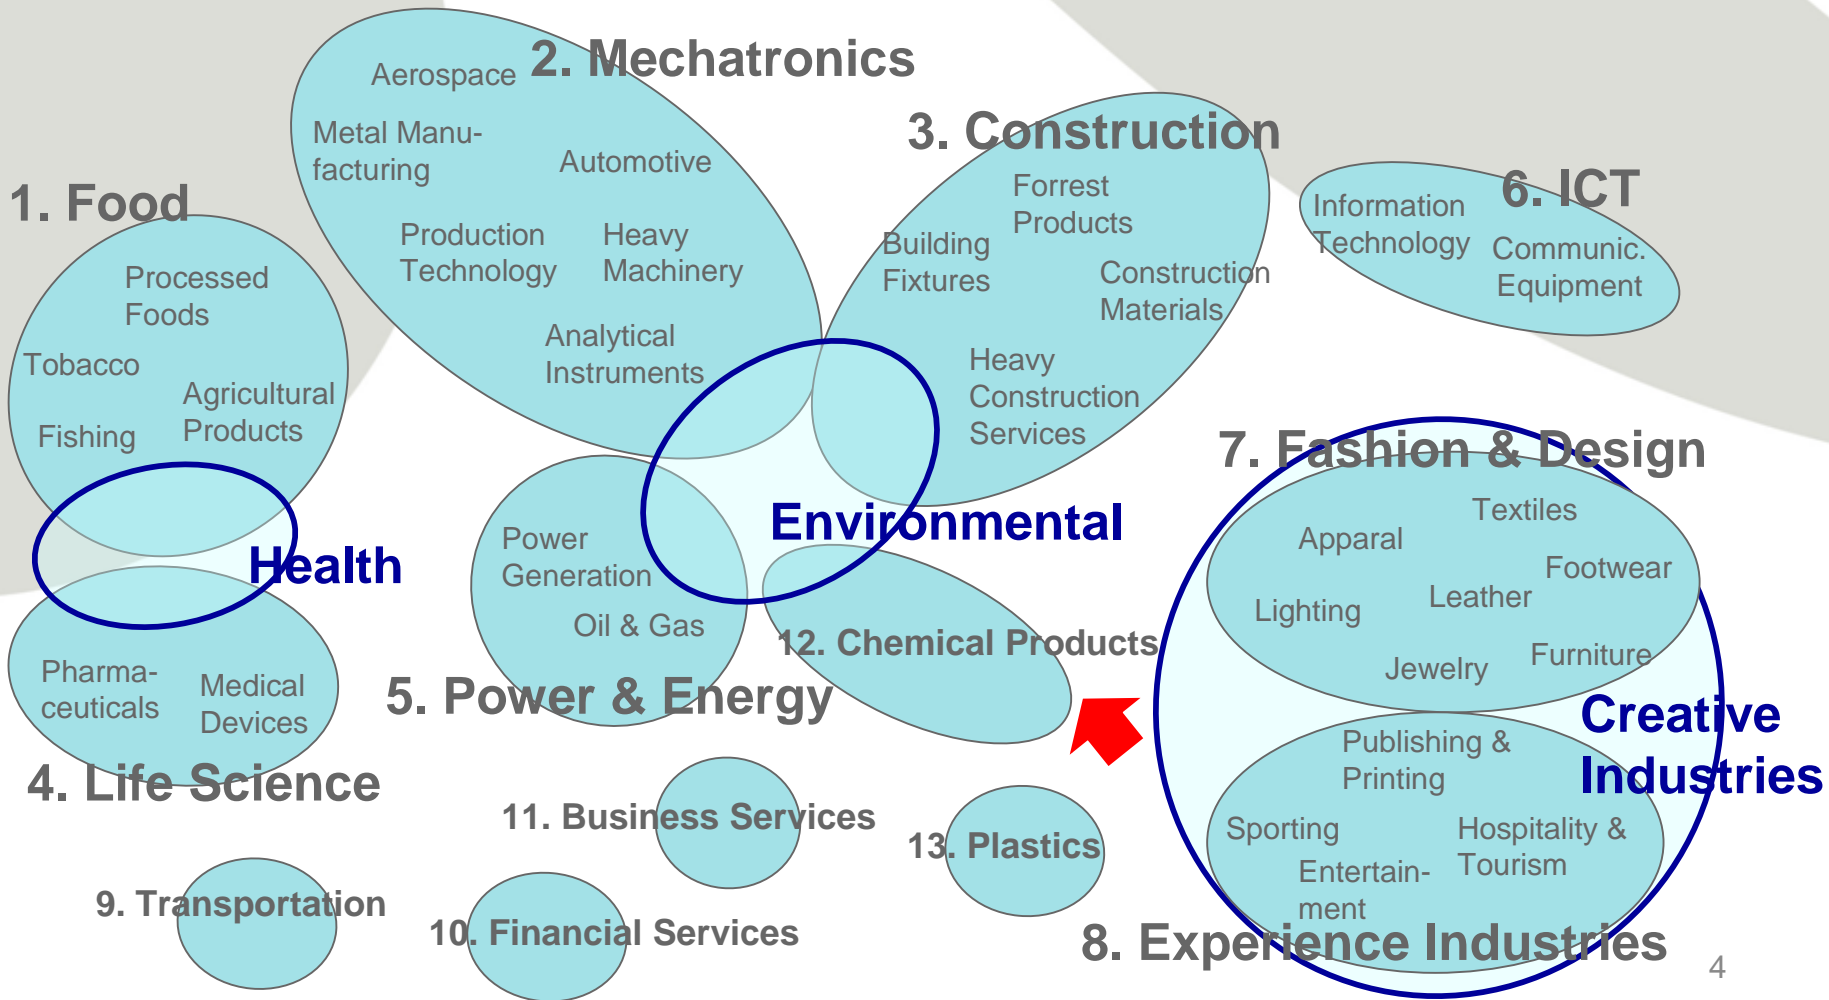 1. Food
Processed
Foods
Tobacco
Agricultural
Products
Fishing
2. Mechatronics
Aerospace
Metal Manu-
facturing
Automotive
Production
Technology
Heavy
Machinery
Analytical
Instruments
3. Construction
Forrest
Products
Building
Fixtures
Construction
Materials
Heavy
Construction
Services
6. ICT
Information
Technology
Communic.
Equipment
Health
Pharma-
ceuticals
Medical
Devices
4. Life Science
Environmental
Power
Generation
Oil & Gas
5. Power & Energy
12. Chemical Products
7. Fashion & Design
Textiles
Apparal
Footwear
Leather
Lighting
Furniture
Jewelry
Creative
Industries
Publishing &
Printing
Sporting
Hospitality &
Tourism
Entertain-
ment
8. Experience Industries
11. Business Services
13. Plastics
9. Transportation
10. Financial Services
4